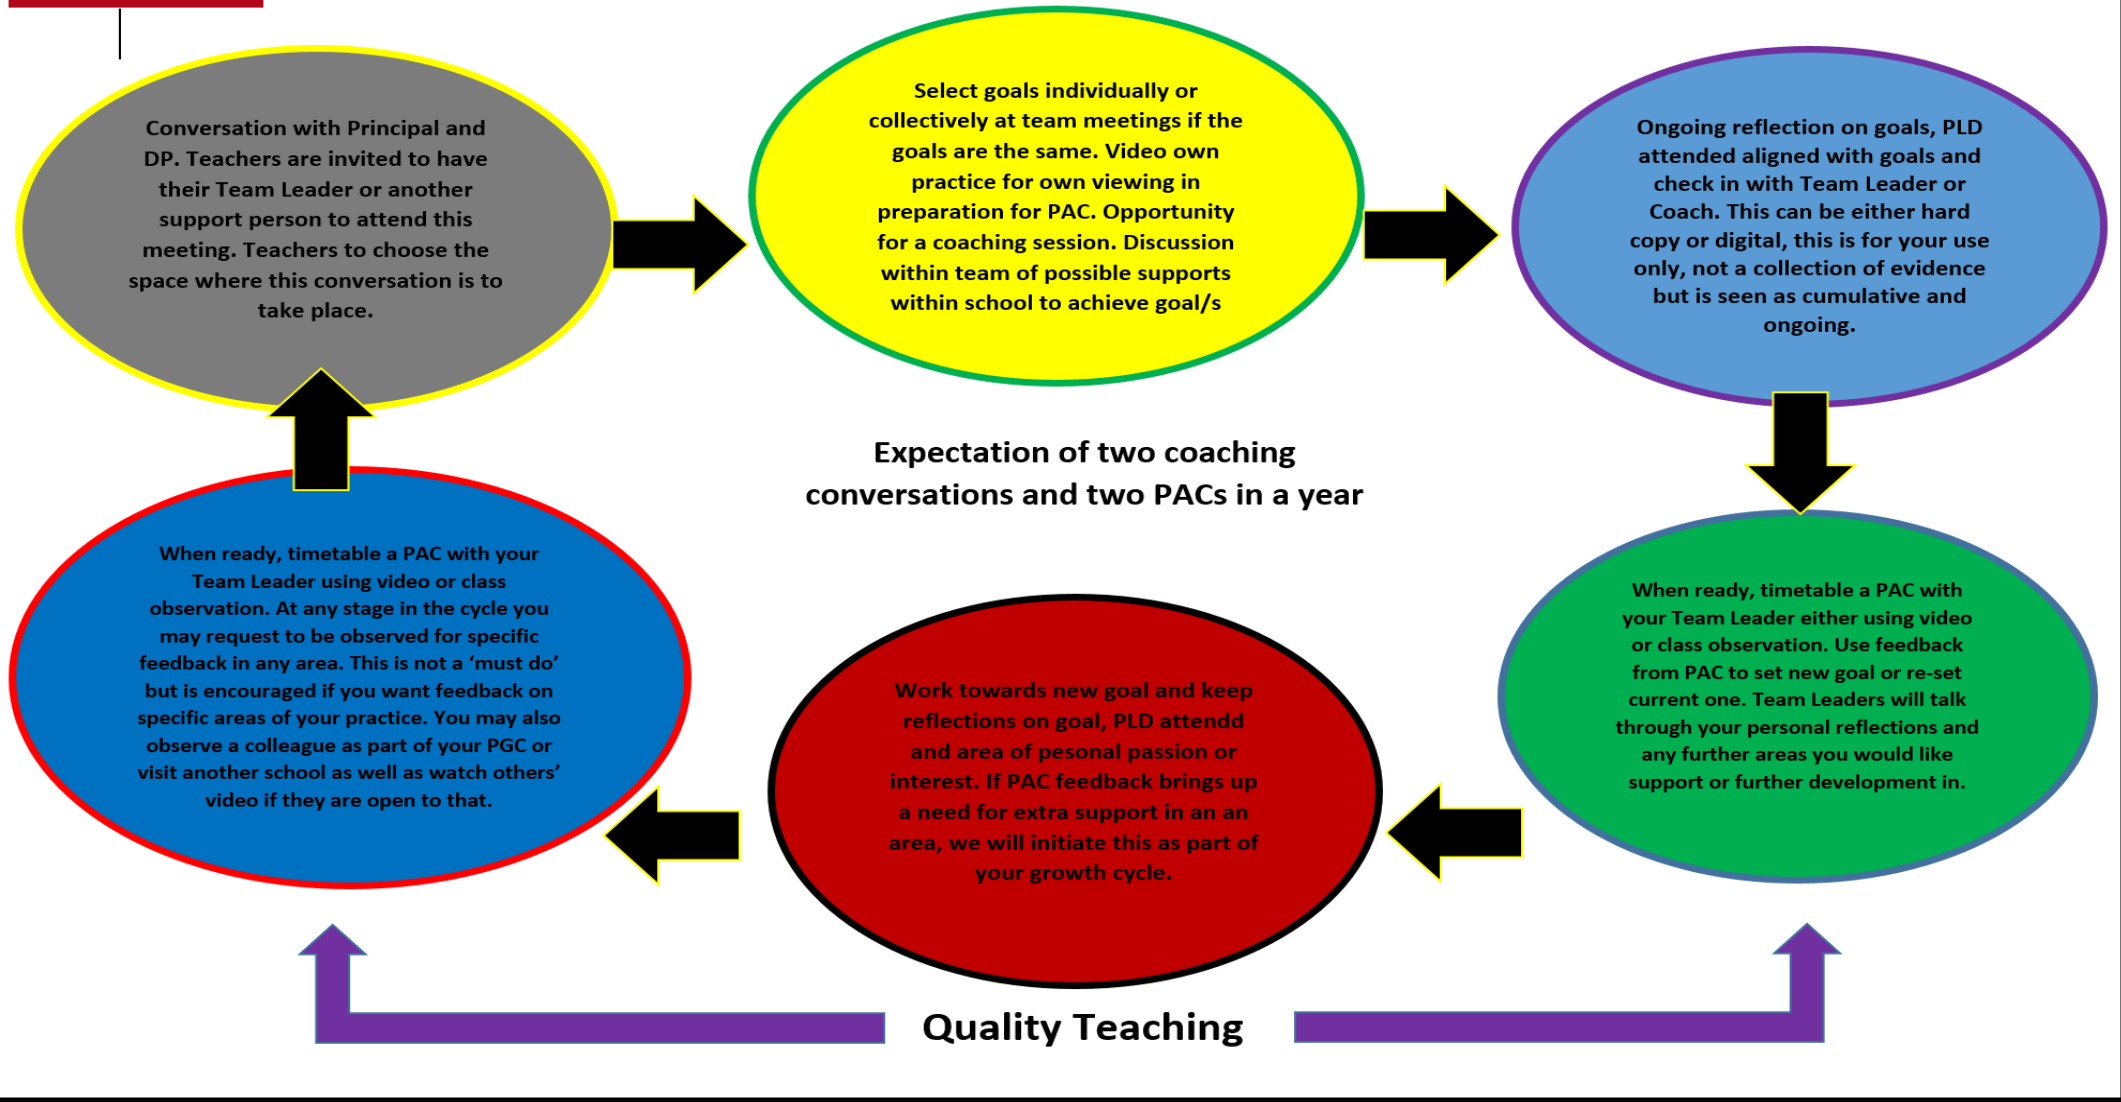 Conversation with Principal and
DP. Teachers are invited to have
their Team Leader or another
support person to attend this
meeting. Teachers to choose the
space where this conversation is to
take place.
Select goals individually or
collectively at team meetings if the
goals are the same. Video own
practice for own viewing in
preparation for PAC. Opportunity
for a coaching session. Discussion
within team of possible supports
within school to achieve goal/s
Ongoing reflection on goals, PLD
attended aligned with goals and
check in with Team Leader or
Coach. This can be either hard
copy or digital, this is for your use
only, not a collection of evidence
but is seen as cumulative and
ongoing.
Expectation of two coaching
conversations and two PACs in a year
When ready, timetable a PAC with
your Team Leader either using video
or class observation. Use feedback
from PAC to set new goal or re-set
current one. Team Leaders will talk
through your personal reflections and
any further areas you would like
support or further development in.
Work towards new goal and keep
reflections on goal, PLD attendd
and area of pesonal passion or
interest. If PAC feedback brings up
a need for extra support in an an
area, we will initiate this as part of
your growth cycle.
When ready, timetable a PAC with your
Team Leader using video or class
observation. At any stage in the cycle you
may request to be observed for specific
feedback in any area. This is not a ‘must do’
but is encouraged if you want feedback on
specific areas of your practice. You may also
observe a colleague as part of your PGC or
visit another school as well as watch others’
video if they are open to that.
Quality Teaching